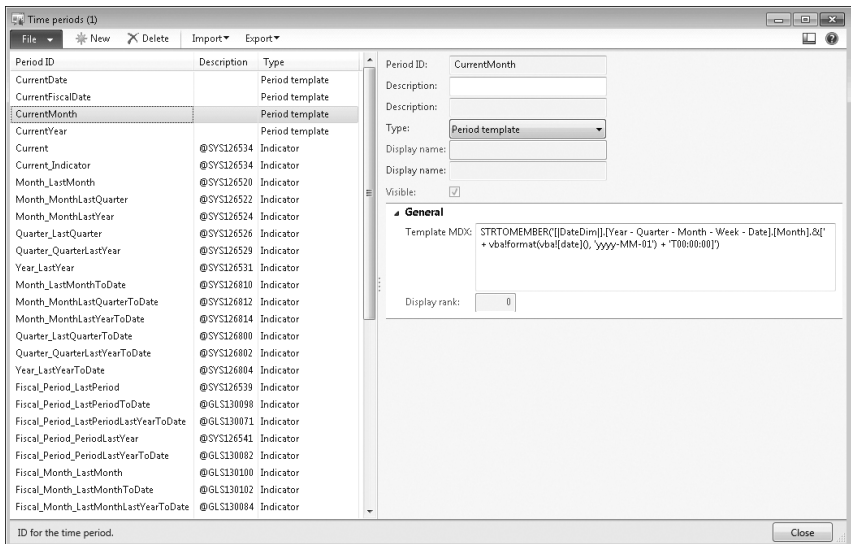 Time periods (1)
File New Delete Import Export
Period ID Description Type
CurrentDate Period template
CurrentFiscalDate Period template
CurrentMonth Period template
CurrentYear Period template
Current @SYS126534 Indicator
Current_Indicator @SYS126534 Indicator
Month_LastMonth @SYS126520 Indicator
Month_MonthLastQuarter @SYS126522 Indicator
Month_MonthLastYear @SYS126524 Indicator
Quarter_LastQuarter @SYS126526 Indicator
Quarter_QuarterLastYear @SYS126529 Indicator
Year_LastYear @SYS126531 Indicator
Month_LastMonthToDate @SYS126810 Indicator
Month_MonthLastQuarterToDate @SYS126812 Indicator
Month_MonthLastYearToDate @SYS126814 Indicator
Quarter_LastQuarterToDate @SYS126800 Indicator
Quarter_QuarterLastYearToDate @SYS126802 Indicator
Year_LastYearToDate @SYS126804 Indicator
Fiscal_Period_LastPeriod @SYS126539 Indicator
Fiscal_Period_LastPeriodToDate @GLS130098 Indicator
Fiscal_Period_LastPeriodLastYearToDate @GLS130071 Indicator
Fiscal_Period_PeriodLastYear @SYS126541 Indicator
Fiscal_Period_PeriodLastYearToDate @GLS130082 Indicator
Fiscal_Month_LastMonth @GLS130100 Indicator
Fiscal_Month_LastMonthToDate @GLS130102 Indicator
Fiscal_Month_LastMonthLastYearToDate @GLS130084 Indicator
Period ID: CurrentMonth
Description:
Description:
Type: Period template
Display name:
Display name:
Visible:
General
Template MDX: STRTOMEMBER('[||DateDim|].[Year - Quarter - Month - Week - Date].[Month].&['
+ vba!format(vba![date](), 'yyyy-MM-01') + 'T00:00:00]')
Display rank: 0
ID for the time period.
Close